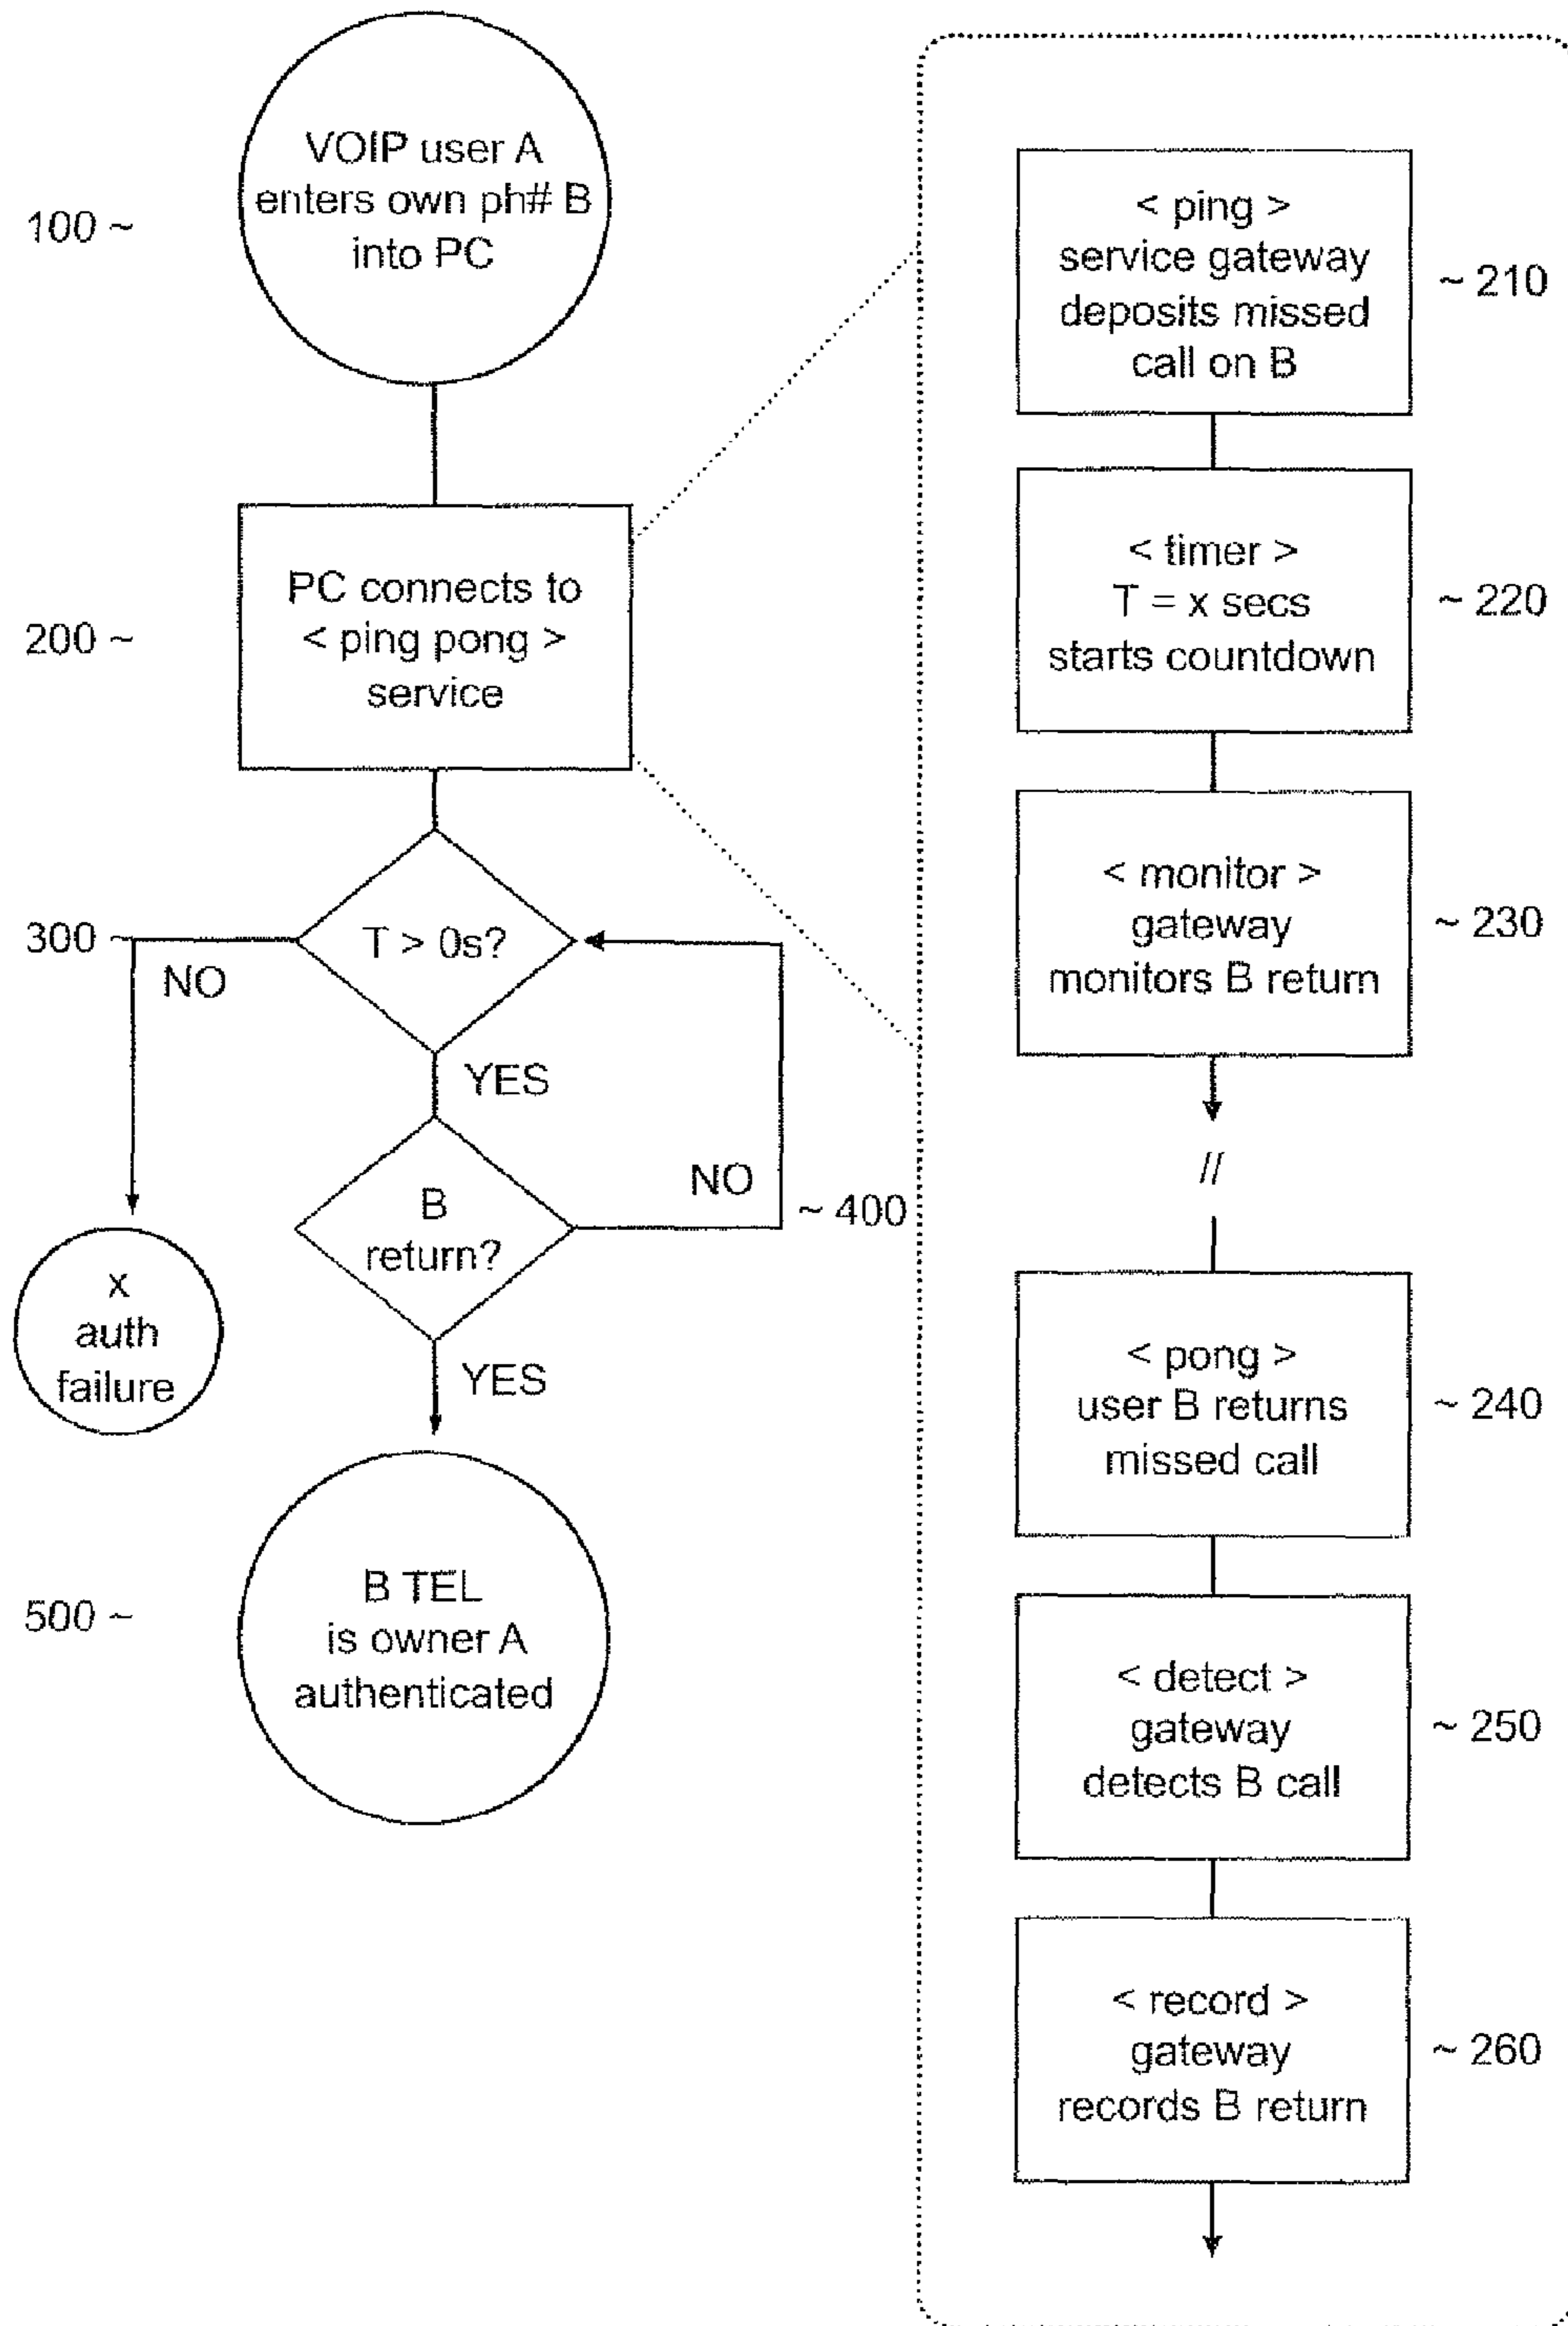 100 ~
VOIP user A
enters own ph# B
into PC
200 ~
PC connects to
< ping pong >
service
300 ~
T > 0s?
NO
YES
B
return?
NO
~ 400
YES
x
auth
failure
500 ~
B TEL
is owner A
authenticated
< ping >
service gateway
deposits missed
call on B
~ 210
< timer >
T = x secs
starts countdown
~ 220
< monitor >
gateway
monitors B return
~ 230
//
< pong >
user B returns
missed call
~ 240
< detect >
gateway
detects B call
~ 250
< record >
gateway
records B return
~ 260